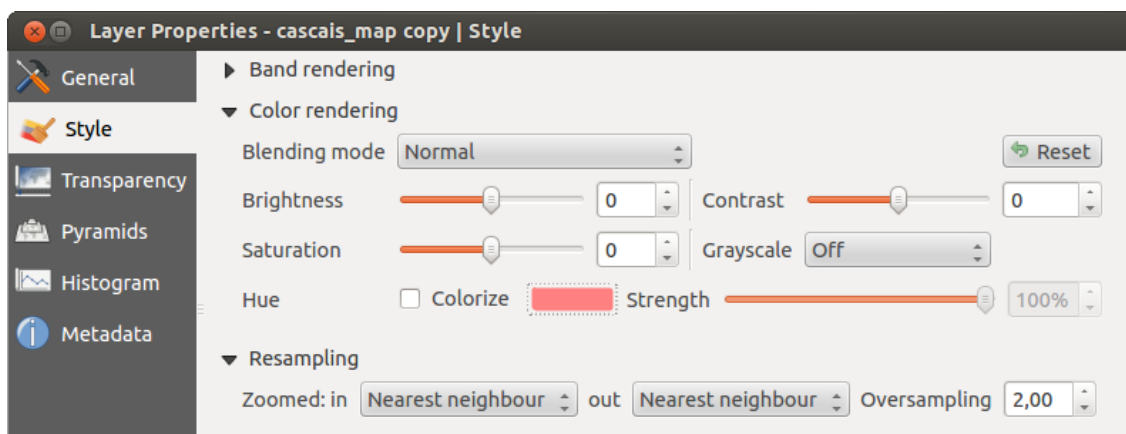 Layer Properties - cascais_map copy | Style
General
Style
Transparency
Pyramids
Histogram
Metadata
Band rendering
Color rendering
Blending mode Normal Reset
Brightness 0 Contrast 0
Saturation 0 Grayscale Off
Hue Colorize Strength 100%
Resampling
Zoomed: in Nearest neighbour out Nearest neighbour Oversampling 2,00